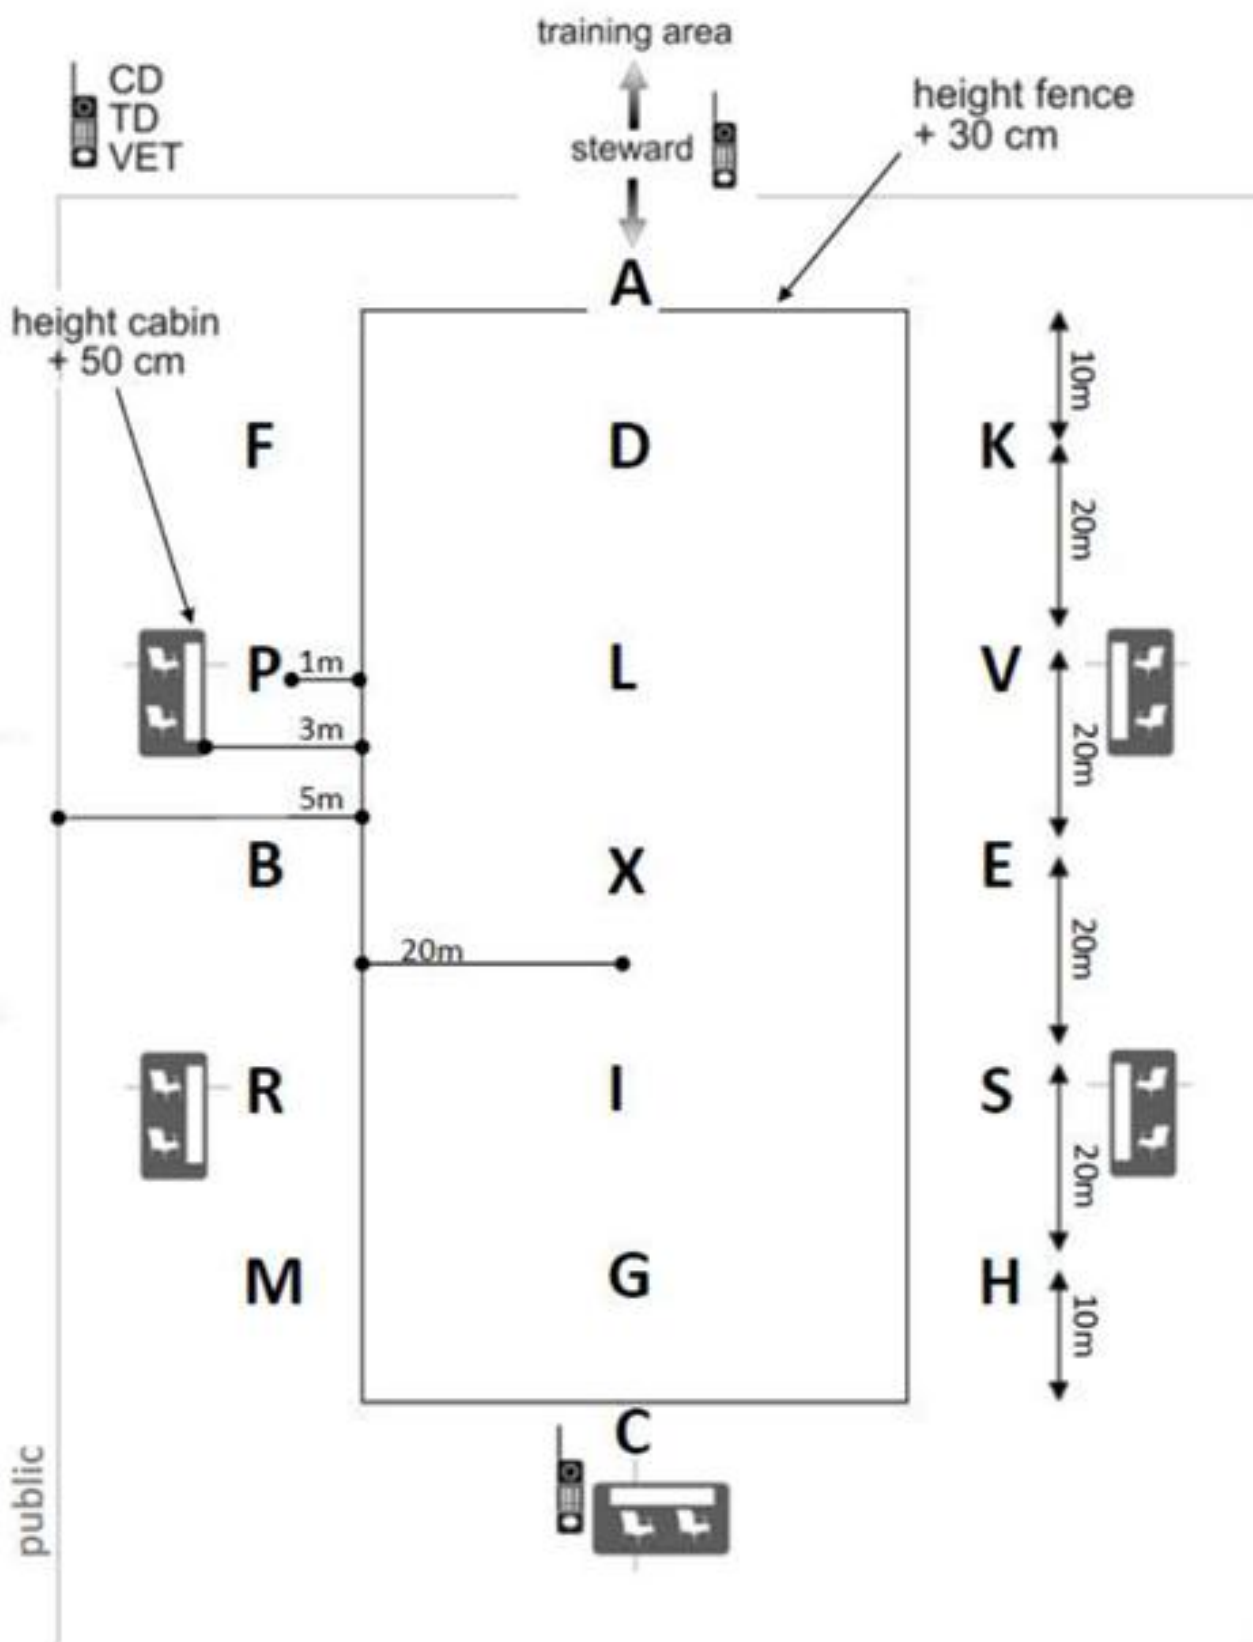 training area
CD
TD
VET
height fence
+ 30 cm
steward
A
height cabin
+ 50 cm
10m
F D K
20m
P 1m L V
3m
20m
5m
B X E
20m
20m
R I S
20m
M G H
10m
C
public